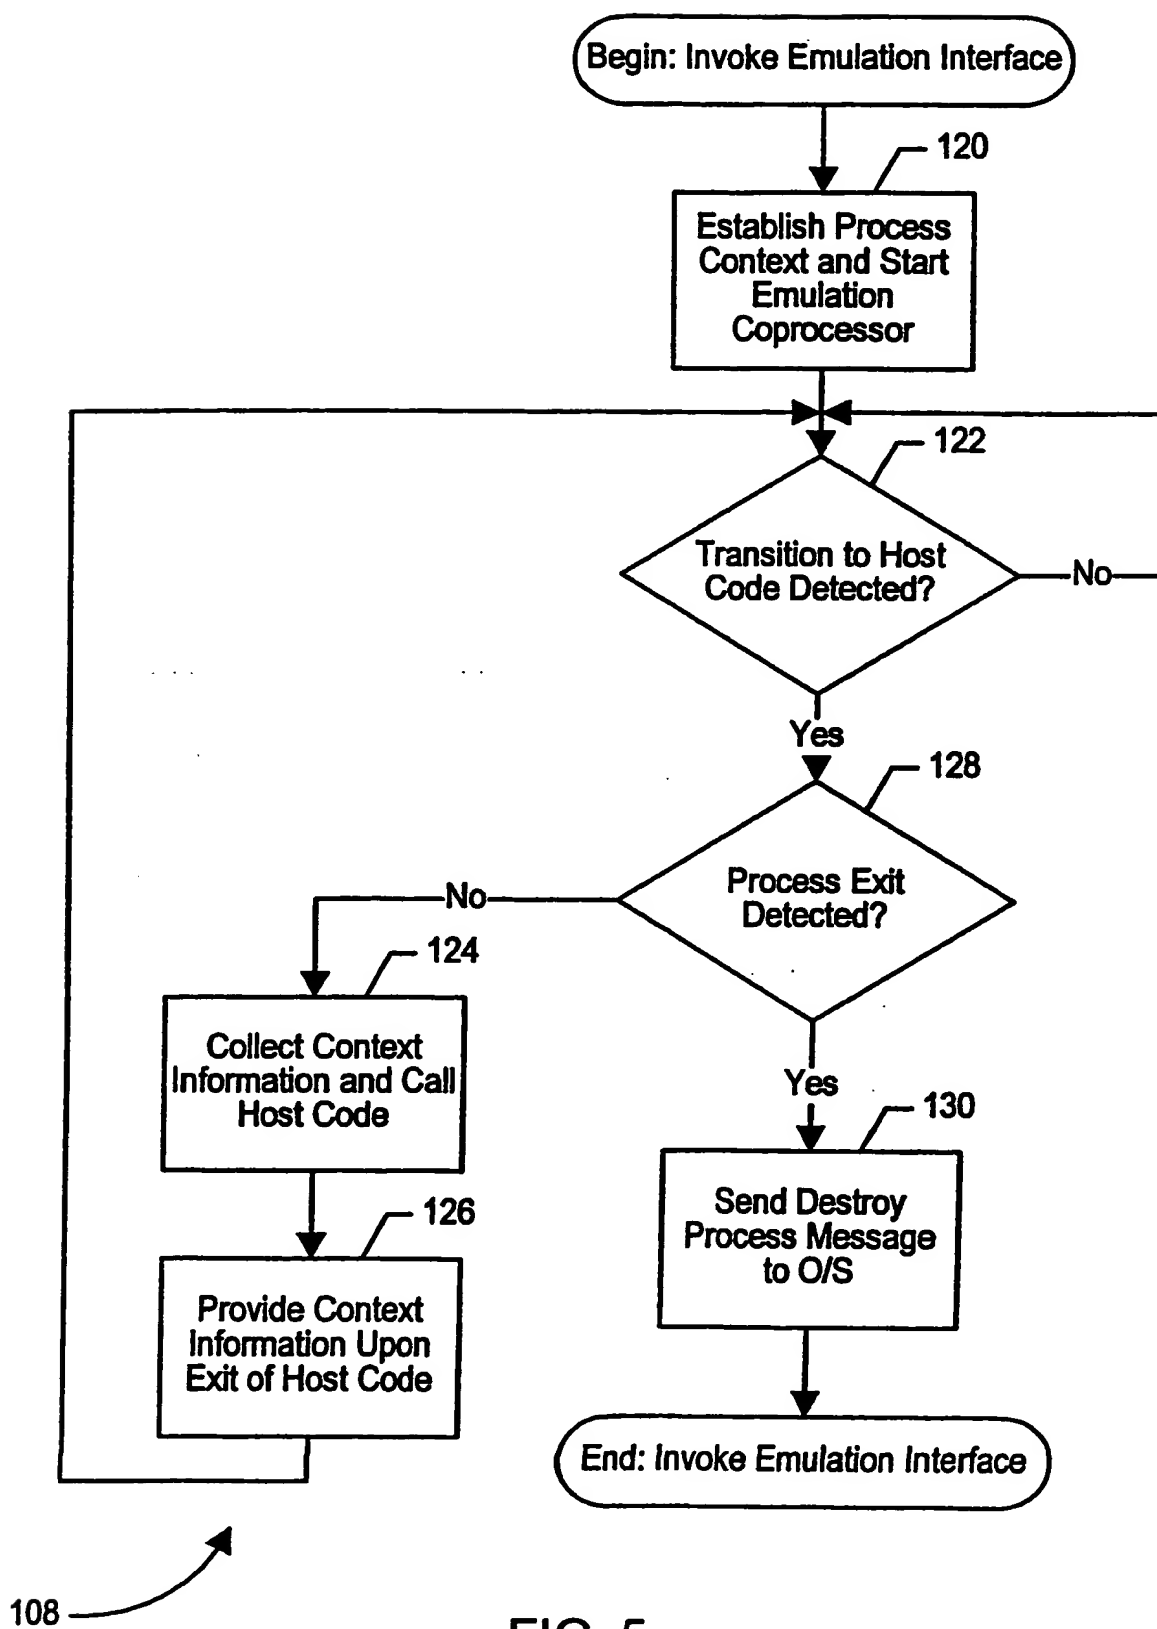 Begin: Invoke Emulation Interface
120
Establish Process
Context and Start
Emulation
Coprocessor
122
Transition to Host
Code Detected?
No
Yes
128
Process Exit
Detected?
No
124
Collect Context
Information and Call
Host Code
Yes
130
Send Destroy
Process Message
to O/S
126
Provide Context
Information Upon
Exit of Host Code
End: Invoke Emulation Interface
108
FIG. 5